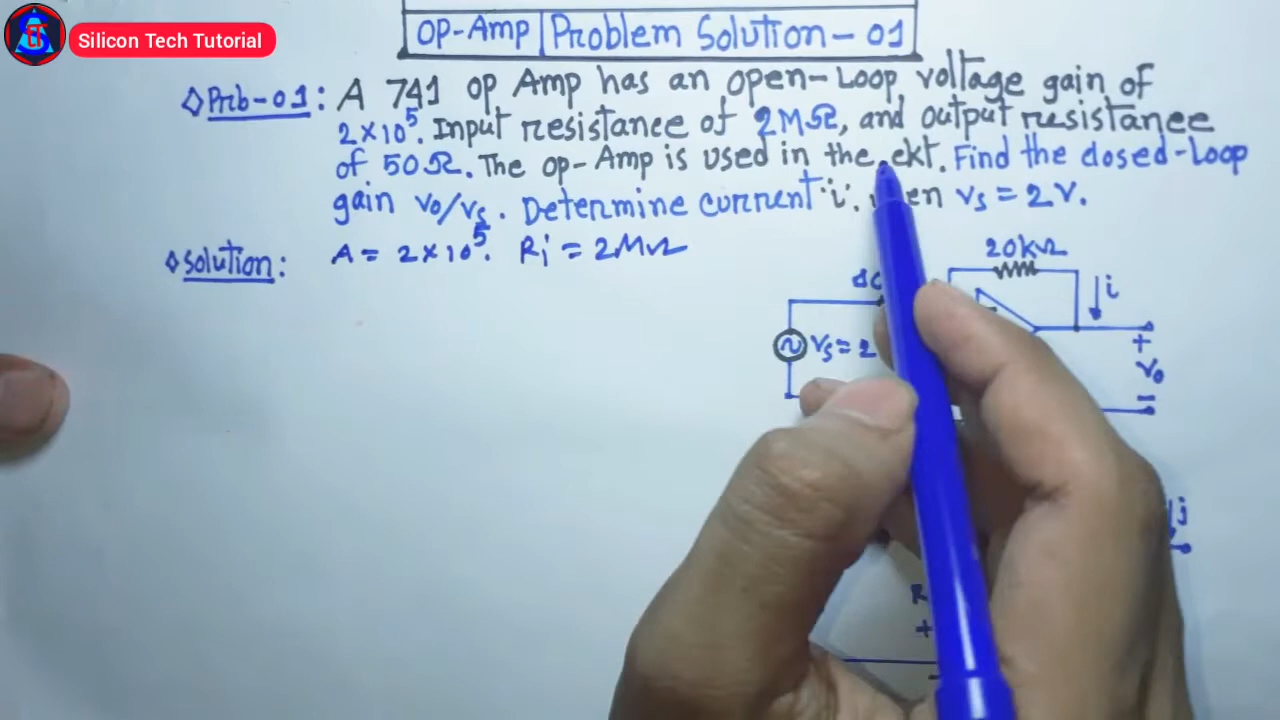 Silicon Tech Tutorial
OP-Amp | Problem Solution-01
Prb-01: A 741 op Amp has an open-Loop voltage gain of
2×10⁵. Input resistance of 2MΩ, and output resistance
of 50Ω. The op-Amp is used in the ckt. Find the closed-Loop
gain vo/vs. Determine current 'i'. when vs = 2V.
Solution: A = 2×10⁵. Ri = 2MΩ
20kΩ
i
Vs = 2
+
Vo
-
i
R
+
-